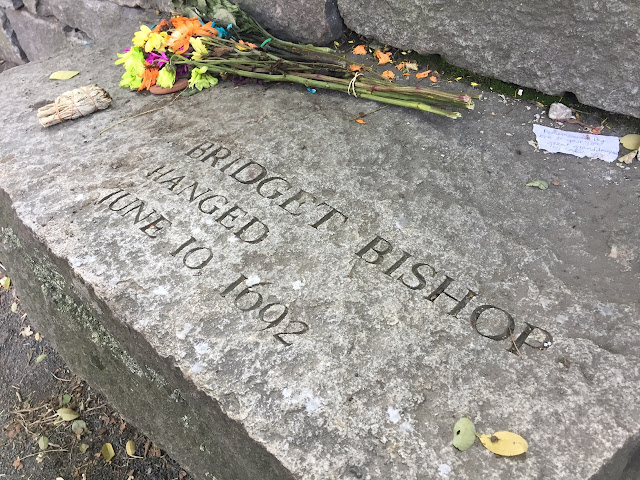 BRIDGET BISHOP
HANGED
JUNE 10, 1692